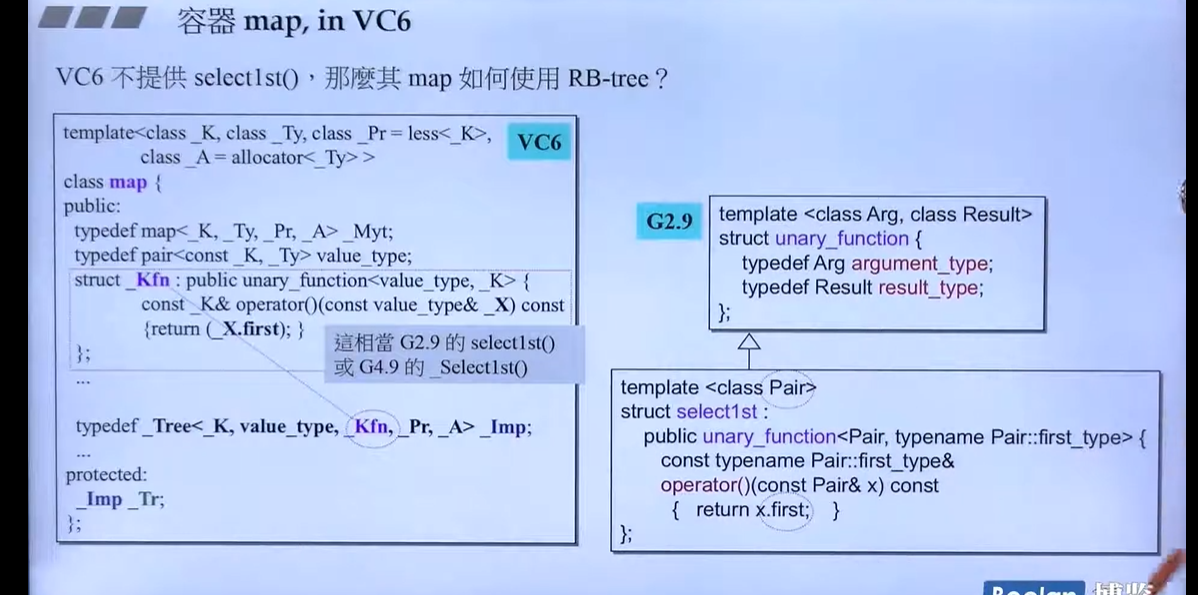 容器 map, in VC6
VC6 不提供 select1st()，那麼其 map 如何使用 RB-tree？
template<class _K, class _Ty, class _Pr = less<_K>,
class _A = allocator<_Ty> >
class map {
public:
typedef map<_K, _Ty, _Pr, _A> _Myt;
typedef pair<const _K, _Ty> value_type;
struct _Kfn : public unary_function<value_type, _K> {
const _K& operator()(const value_type& _X) const
{return (_X.first); }
};
...
typedef _Tree<_K, value_type, _Kfn, _Pr, _A> _Imp;
...
protected:
_Imp _Tr;
};
VC6
這相當 G2.9 的 select1st()
或 G4.9 的 _Select1st()
G2.9
template <class Arg, class Result>
struct unary_function {
typedef Arg argument_type;
typedef Result result_type;
};
template <class Pair>
struct select1st :
public unary_function<Pair, typename Pair::first_type> {
const typename Pair::first_type&
operator()(const Pair& x) const
{ return x.first; }
};
Boolan 博览